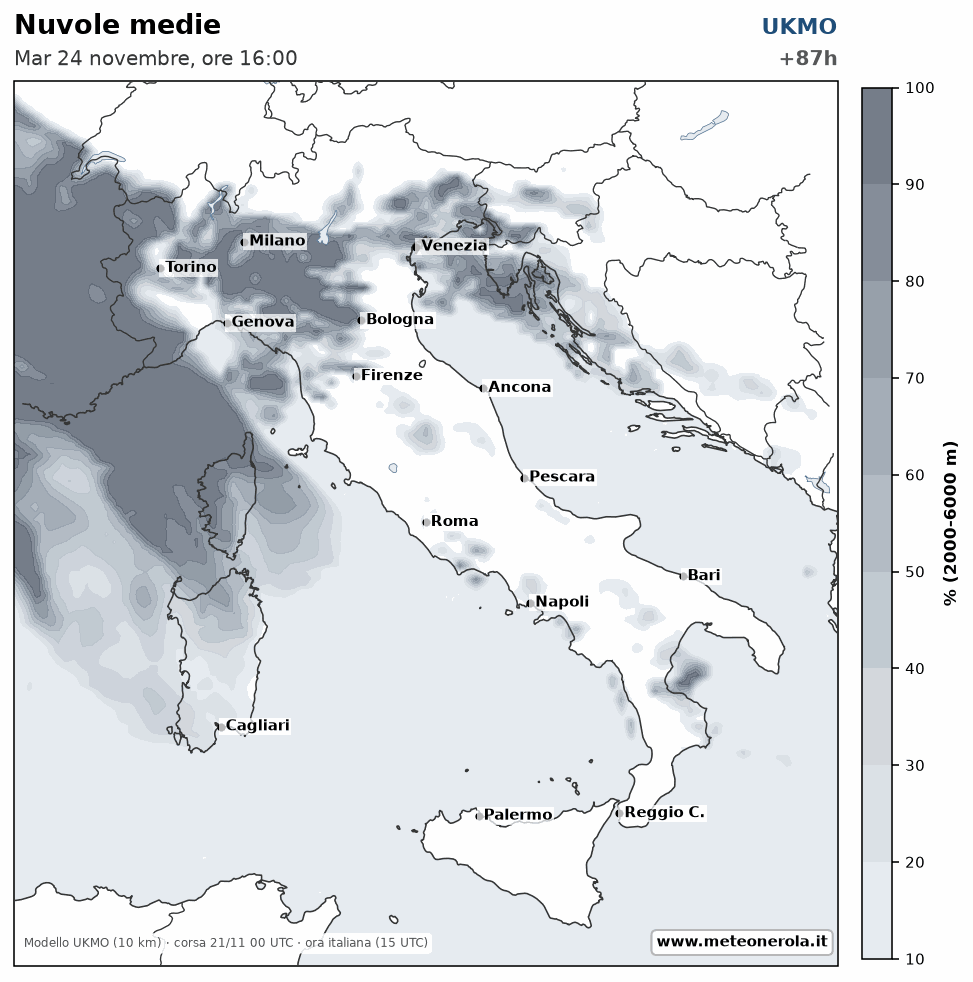 Nuvole medie
UKMO
Mar 24 novembre, ore 16:00
+87h
100
90
80
70
60
50
40
30
20
10
% (2000-6000 m)
Milano
Venezia
Torino
Genova
Bologna
Firenze
Ancona
Pescara
Roma
Bari
Napoli
Cagliari
Palermo
Reggio C.
Modello UKMO (10 km) · corsa 21/11 00 UTC · ora italiana (15 UTC)
www.meteonerola.it